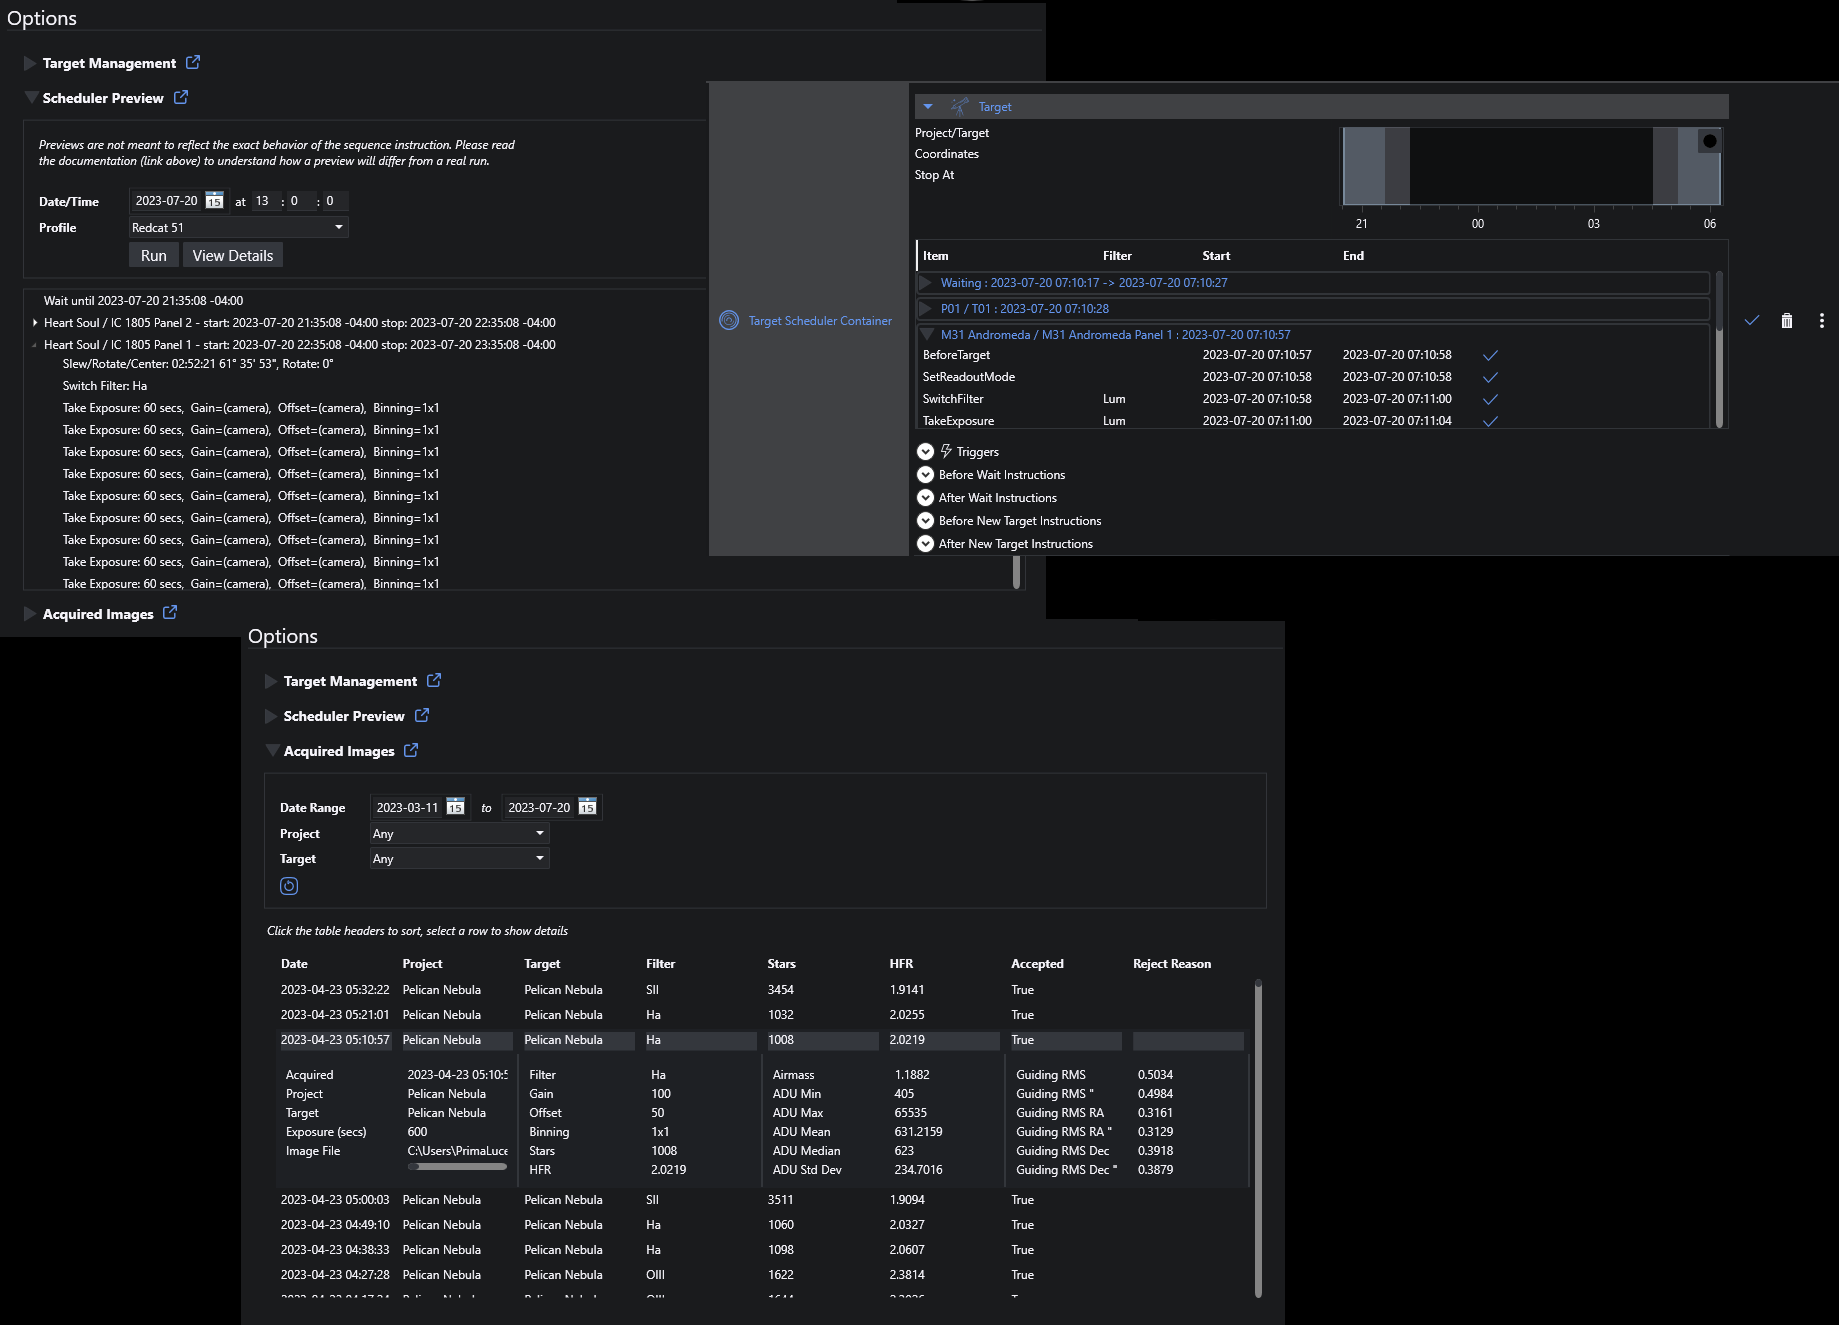 Options
Target Management
Scheduler Preview
Previews are not meant to reflect the exact behavior of the sequence instruction. Please read
the documentation (link above) to understand how a preview will differ from a real run.
Date/Time 2023-07-20 15 at 13 : 0 : 0
Profile Redcat 51
Run View Details
Wait until 2023-07-20 21:35:08 -04:00
Heart Soul / IC 1805 Panel 2 - start: 2023-07-20 21:35:08 -04:00 stop: 2023-07-20 22:35:08 -04:00
Heart Soul / IC 1805 Panel 1 - start: 2023-07-20 22:35:08 -04:00 stop: 2023-07-20 23:35:08 -04:00
Slew/Rotate/Center: 02:52:21 61° 35' 53", Rotate: 0°
Switch Filter: Ha
Take Exposure: 60 secs, Gain=(camera), Offset=(camera), Binning=1x1
Take Exposure: 60 secs, Gain=(camera), Offset=(camera), Binning=1x1
Take Exposure: 60 secs, Gain=(camera), Offset=(camera), Binning=1x1
Take Exposure: 60 secs, Gain=(camera), Offset=(camera), Binning=1x1
Take Exposure: 60 secs, Gain=(camera), Offset=(camera), Binning=1x1
Take Exposure: 60 secs, Gain=(camera), Offset=(camera), Binning=1x1
Take Exposure: 60 secs, Gain=(camera), Offset=(camera), Binning=1x1
Take Exposure: 60 secs, Gain=(camera), Offset=(camera), Binning=1x1
Take Exposure: 60 secs, Gain=(camera), Offset=(camera), Binning=1x1
Acquired Images
Target Scheduler Container
Target
Project/Target
Coordinates
Stop At
21 00 03 06
Item Filter Start End
Waiting : 2023-07-20 07:10:17 -> 2023-07-20 07:10:27
P01 / T01 : 2023-07-20 07:10:28
M31 Andromeda / M31 Andromeda Panel 1 : 2023-07-20 07:10:57
BeforeTarget 2023-07-20 07:10:57 2023-07-20 07:10:58
SetReadoutMode 2023-07-20 07:10:58 2023-07-20 07:10:58
SwitchFilter Lum 2023-07-20 07:10:58 2023-07-20 07:11:00
TakeExposure Lum 2023-07-20 07:11:00 2023-07-20 07:11:04
Triggers
Before Wait Instructions
After Wait Instructions
Before New Target Instructions
After New Target Instructions
Options
Target Management
Scheduler Preview
Acquired Images
Date Range 2023-03-11 15 to 2023-07-20 15
Project Any
Target Any
Click the table headers to sort, select a row to show details
Date Project Target Filter Stars HFR Accepted Reject Reason
2023-04-23 05:32:22 Pelican Nebula Pelican Nebula SII 3454 1.9141 True
2023-04-23 05:21:01 Pelican Nebula Pelican Nebula Ha 1032 2.0255 True
2023-04-23 05:10:57 Pelican Nebula Pelican Nebula Ha 1008 2.0219 True
Acquired 2023-04-23 05:10:5 Filter Ha Airmass 1.1882 Guiding RMS 0.5034
Project Pelican Nebula Gain 100 ADU Min 405 Guiding RMS " 0.4984
Target Pelican Nebula Offset 50 ADU Max 65535 Guiding RMS RA 0.3161
Exposure (secs) 600 Binning 1x1 ADU Mean 631.2159 Guiding RMS RA " 0.3129
Image File C:\Users\PrimaLuce Stars 1008 ADU Median 623 Guiding RMS Dec 0.3918
HFR 2.0219 ADU Std Dev 234.7016 Guiding RMS Dec " 0.3879
2023-04-23 05:00:03 Pelican Nebula Pelican Nebula SII 3511 1.9094 True
2023-04-23 04:49:10 Pelican Nebula Pelican Nebula Ha 1060 2.0327 True
2023-04-23 04:38:33 Pelican Nebula Pelican Nebula Ha 1098 2.0607 True
2023-04-23 04:27:28 Pelican Nebula Pelican Nebula OIII 1622 2.3814 True